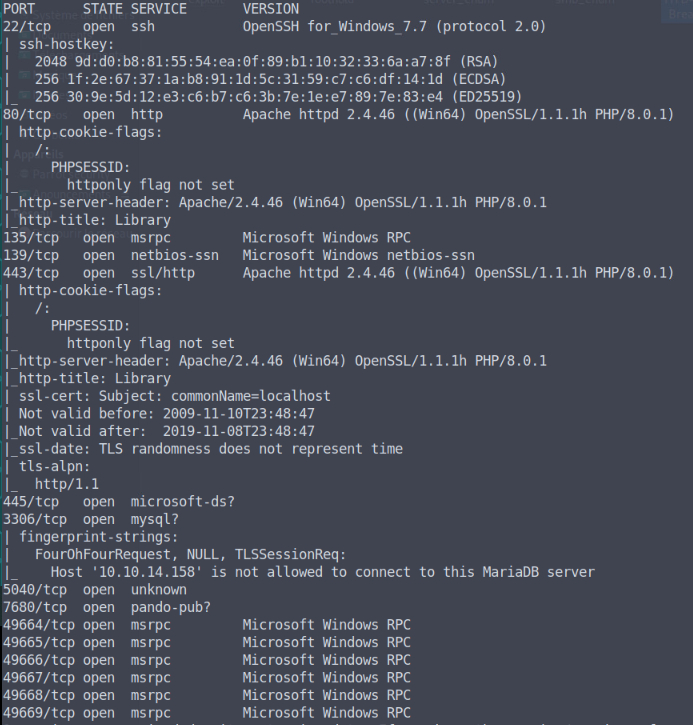 PORT      STATE SERVICE       VERSION
22/tcp    open  ssh           OpenSSH for_Windows_7.7 (protocol 2.0)
| ssh-hostkey:
|   2048 9d:d0:b8:81:55:54:ea:0f:89:b1:10:32:33:6a:a7:8f (RSA)
|   256 1f:2e:67:37:1a:b8:91:1d:5c:31:59:c7:c6:df:14:1d (ECDSA)
|_  256 30:9e:5d:12:e3:c6:b7:c6:3b:7e:1e:e7:89:7e:83:e4 (ED25519)
80/tcp    open  http          Apache httpd 2.4.46 ((Win64) OpenSSL/1.1.1h PHP/8.0.1)
| http-cookie-flags:
|   /:
|     PHPSESSID:
|_      httponly flag not set
|_http-server-header: Apache/2.4.46 (Win64) OpenSSL/1.1.1h PHP/8.0.1
|_http-title: Library
135/tcp   open  msrpc         Microsoft Windows RPC
139/tcp   open  netbios-ssn   Microsoft Windows netbios-ssn
443/tcp   open  ssl/http      Apache httpd 2.4.46 ((Win64) OpenSSL/1.1.1h PHP/8.0.1)
| http-cookie-flags:
|   /:
|     PHPSESSID:
|_      httponly flag not set
|_http-server-header: Apache/2.4.46 (Win64) OpenSSL/1.1.1h PHP/8.0.1
|_http-title: Library
| ssl-cert: Subject: commonName=localhost
| Not valid before: 2009-11-10T23:48:47
|_Not valid after:  2019-11-08T23:48:47
|_ssl-date: TLS randomness does not represent time
| tls-alpn:
|_  http/1.1
445/tcp   open  microsoft-ds?
3306/tcp  open  mysql?
| fingerprint-strings:
|   FourOhFourRequest, NULL, TLSSessionReq:
|_    Host '10.10.14.158' is not allowed to connect to this MariaDB server
5040/tcp  open  unknown
7680/tcp  open  pando-pub?
49664/tcp open  msrpc         Microsoft Windows RPC
49665/tcp open  msrpc         Microsoft Windows RPC
49666/tcp open  msrpc         Microsoft Windows RPC
49667/tcp open  msrpc         Microsoft Windows RPC
49668/tcp open  msrpc         Microsoft Windows RPC
49669/tcp open  msrpc         Microsoft Windows RPC